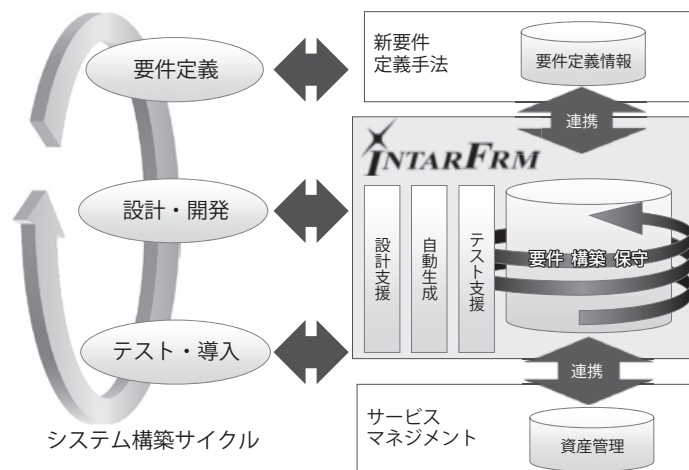 要件定義
設計・開発
テスト・導入
システム構築サイクル
新要件
定義手法
要件定義情報
連携
INTARFRM
設計支援
自動生成
テスト支援
要件 構築 保守
連携
サービス
マネジメント
資産管理